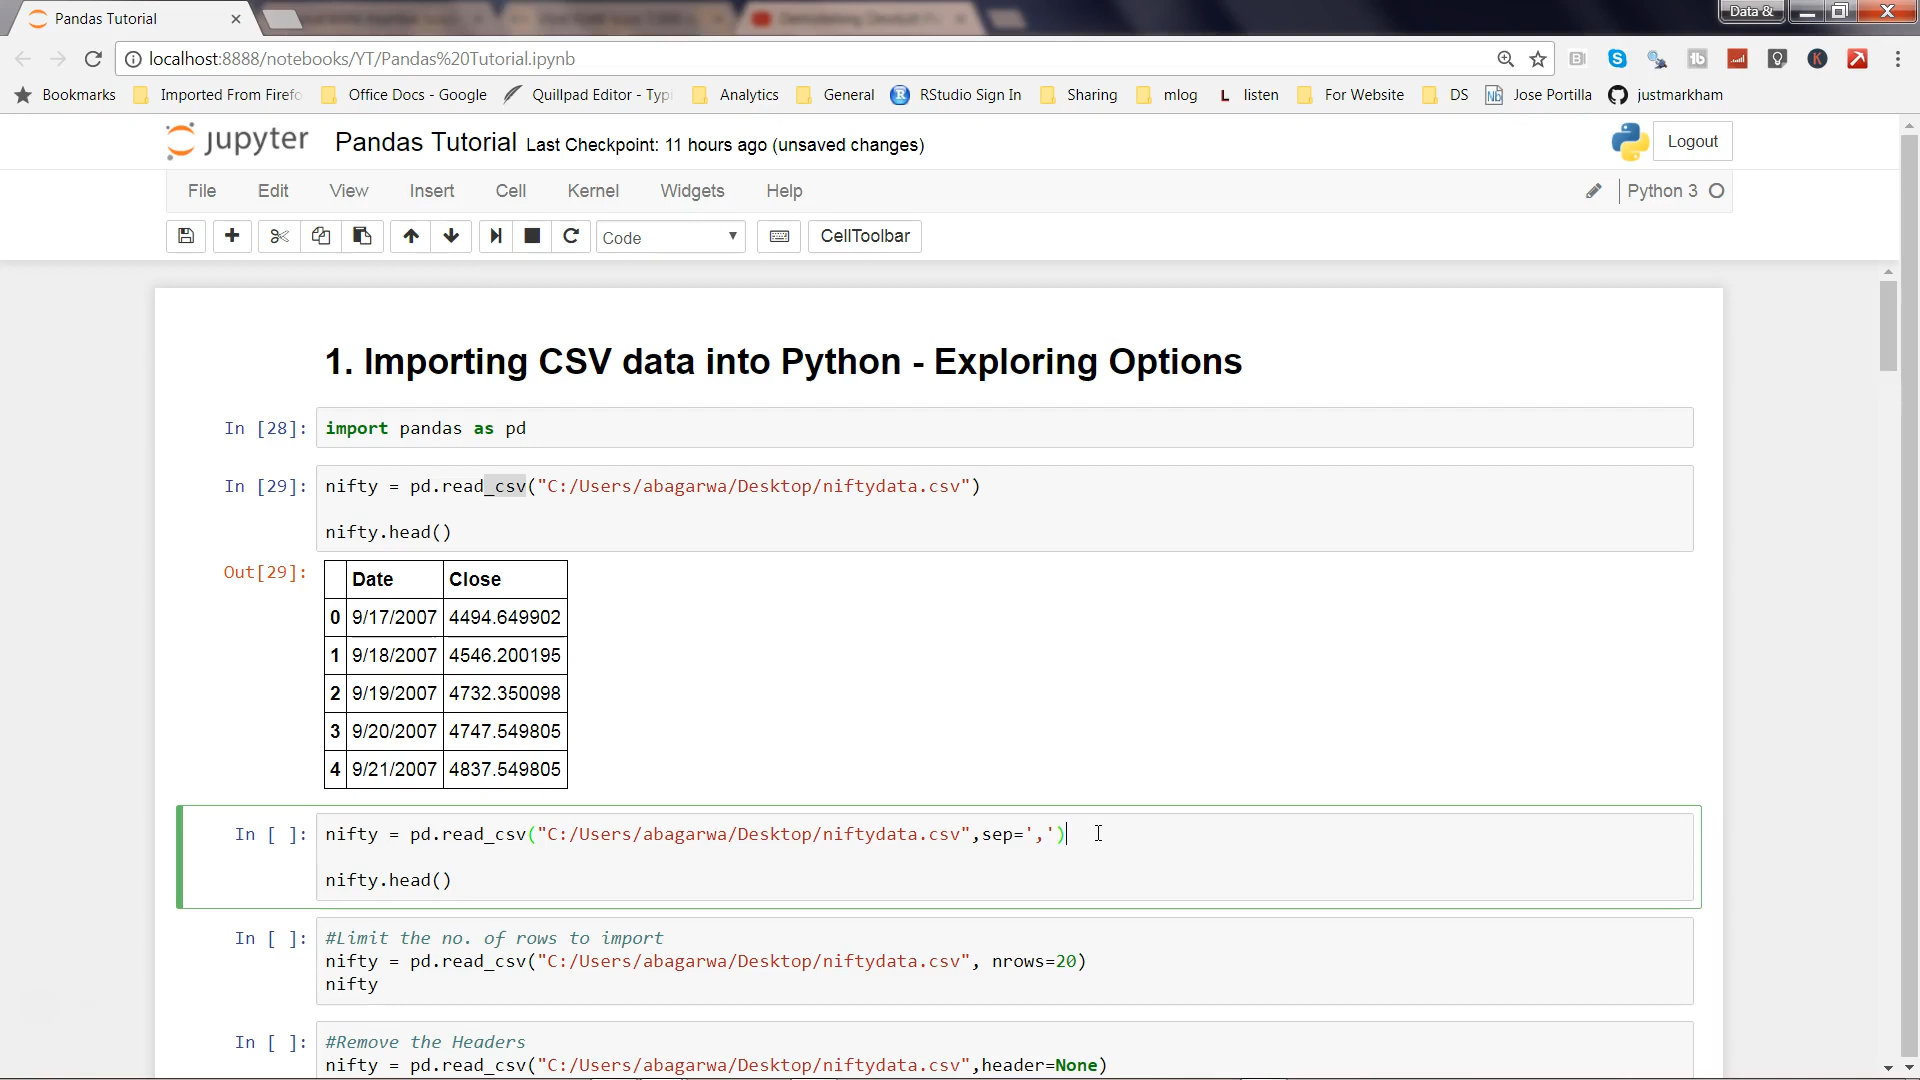 Pandas Tutorial
Data &
localhost:8888/notebooks/YT/Pandas%20Tutorial.ipynb
Bookmarks Imported From Firefo Office Docs - Google Quillpad Editor - Typi Analytics General RStudio Sign In Sharing mlog L listen For Website DS Nb Jose Portilla justmarkham
jupyter Pandas Tutorial Last Checkpoint: 11 hours ago (unsaved changes) Logout
File Edit View Insert Cell Kernel Widgets Help Python 3
Code CellToolbar
1. Importing CSV data into Python - Exploring Options
In [28]: import pandas as pd
In [29]: nifty = pd.read_csv("C:/Users/abagarwa/Desktop/niftydata.csv")
nifty.head()
Out[29]:
Date Close
0 9/17/2007 4494.649902
1 9/18/2007 4546.200195
2 9/19/2007 4732.350098
3 9/20/2007 4747.549805
4 9/21/2007 4837.549805
In [ ]: nifty = pd.read_csv("C:/Users/abagarwa/Desktop/niftydata.csv",sep=',')
nifty.head()
In [ ]: #Limit the no. of rows to import
nifty = pd.read_csv("C:/Users/abagarwa/Desktop/niftydata.csv", nrows=20)
nifty
In [ ]: #Remove the Headers
nifty = pd.read_csv("C:/Users/abagarwa/Desktop/niftydata.csv",header=None)